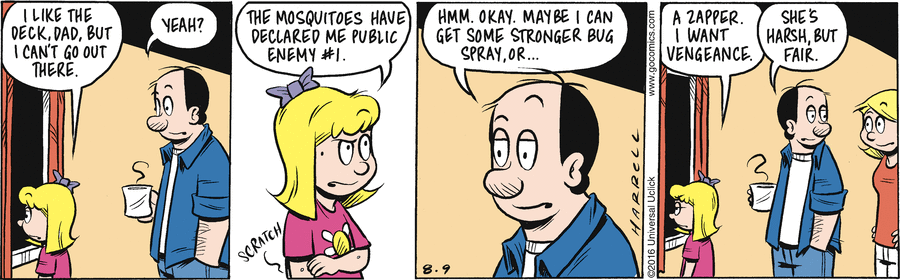 I LIKE THE
DECK, DAD, BUT
I CAN'T GO OUT
THERE.
YEAH?
THE MOSQUITOES HAVE
DECLARED ME PUBLIC
ENEMY #1.
SCRATCH
HMM. OKAY. MAYBE I CAN
GET SOME STRONGER BUG
SPRAY, OR...
8-9
HARRELL
www.gocomics.com
©2016 Universal Uclick
A ZAPPER.
I WANT
VENGEANCE.
SHE'S
HARSH, BUT
FAIR.